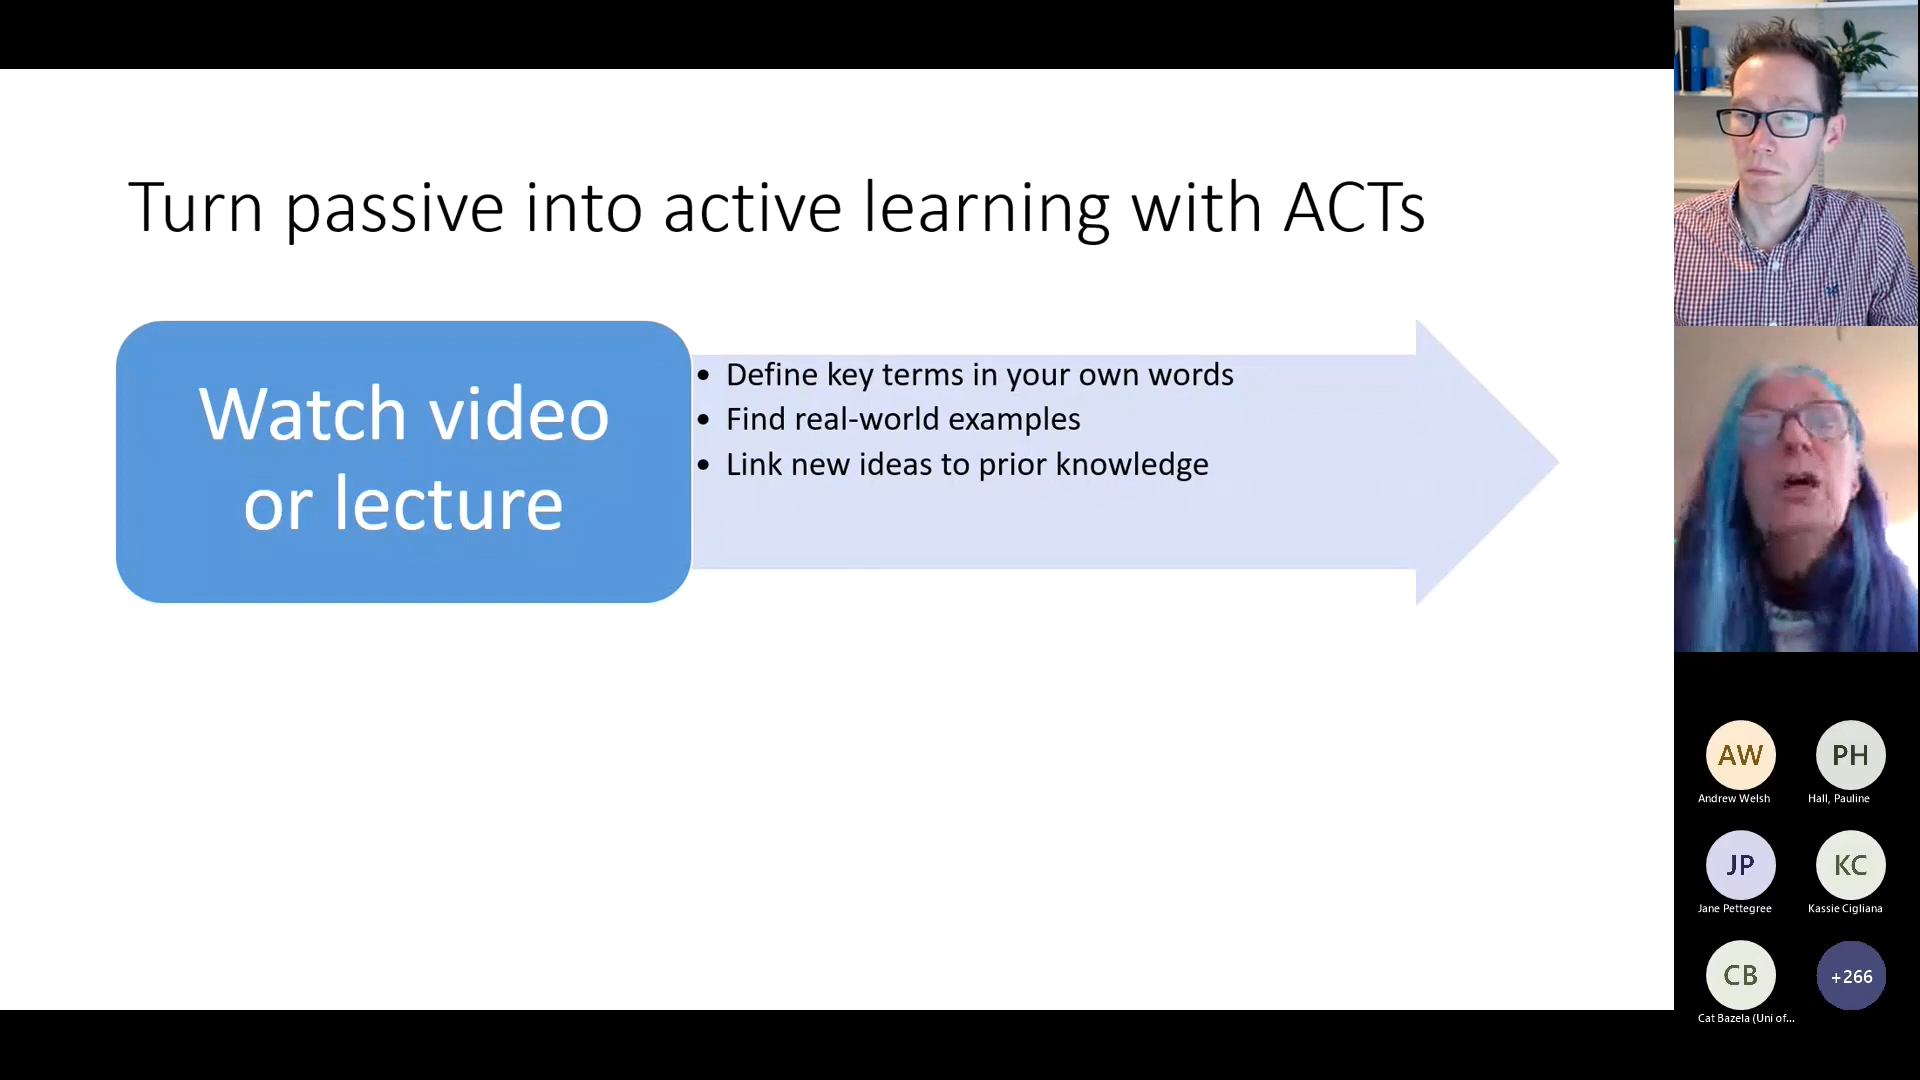 Turn passive into active learning with ACTs
Watch video
or lecture
• Define key terms in your own words
• Find real-world examples
• Link new ideas to prior knowledge
AW
PH
Andrew Welsh
Hall, Pauline
JP
KC
Jane Pettegree
Kassie Cigliana
CB
+266
Cat Bazela (Uni of...